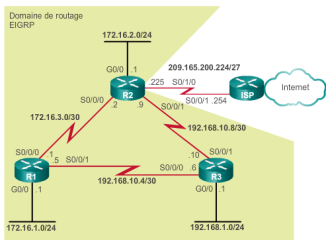 Domaine de routage
EIGRP
172.16.2.0/24
G0/0 .1
209.165.200.224/27
.225 S0/1/0
R2
ISP
Internet
S0/0/1 .254
S0/0/0
.2
.9
S0/0/1
172.16.3.0/30
192.168.10.8/30
S0/0/0
.1
.5
S0/0/1
.10
S0/0/1
S0/0/0
.6
R1
192.168.10.4/30
R3
G0/0 .1
G0/0 .1
172.16.1.0/24
192.168.1.0/24